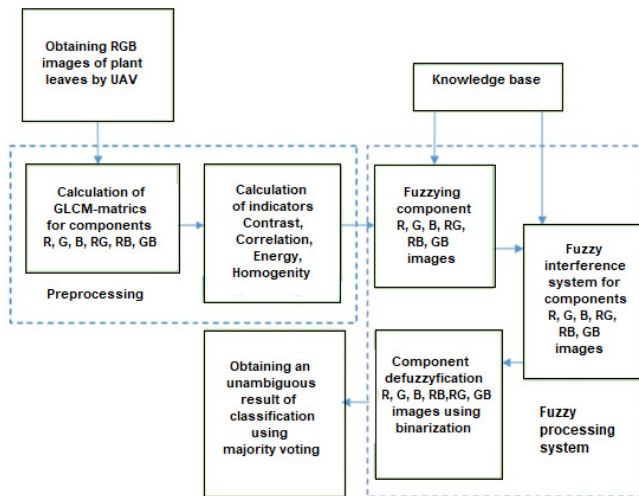 Obtaining RGB
images of plant
leaves by UAV
Knowledge base
Calculation of
GLCM-matrics
for components
R, G, B, RG, RB, GB
Calculation
of indicators
Contrast,
Correlation,
Energy,
Homogenity
Fuzzying
component
R, G, B, RG,
RB, GB
images
Fuzzy
interference
system for
components
R, G, B, RG,
RB, GB
images
Preprocessing
Obtaining an
unambiguous
result of
classification
using
majority voting
Component
defuzzyfication
R, G, B, RB,RG, GB
images using
binarization
Fuzzy
processing
system